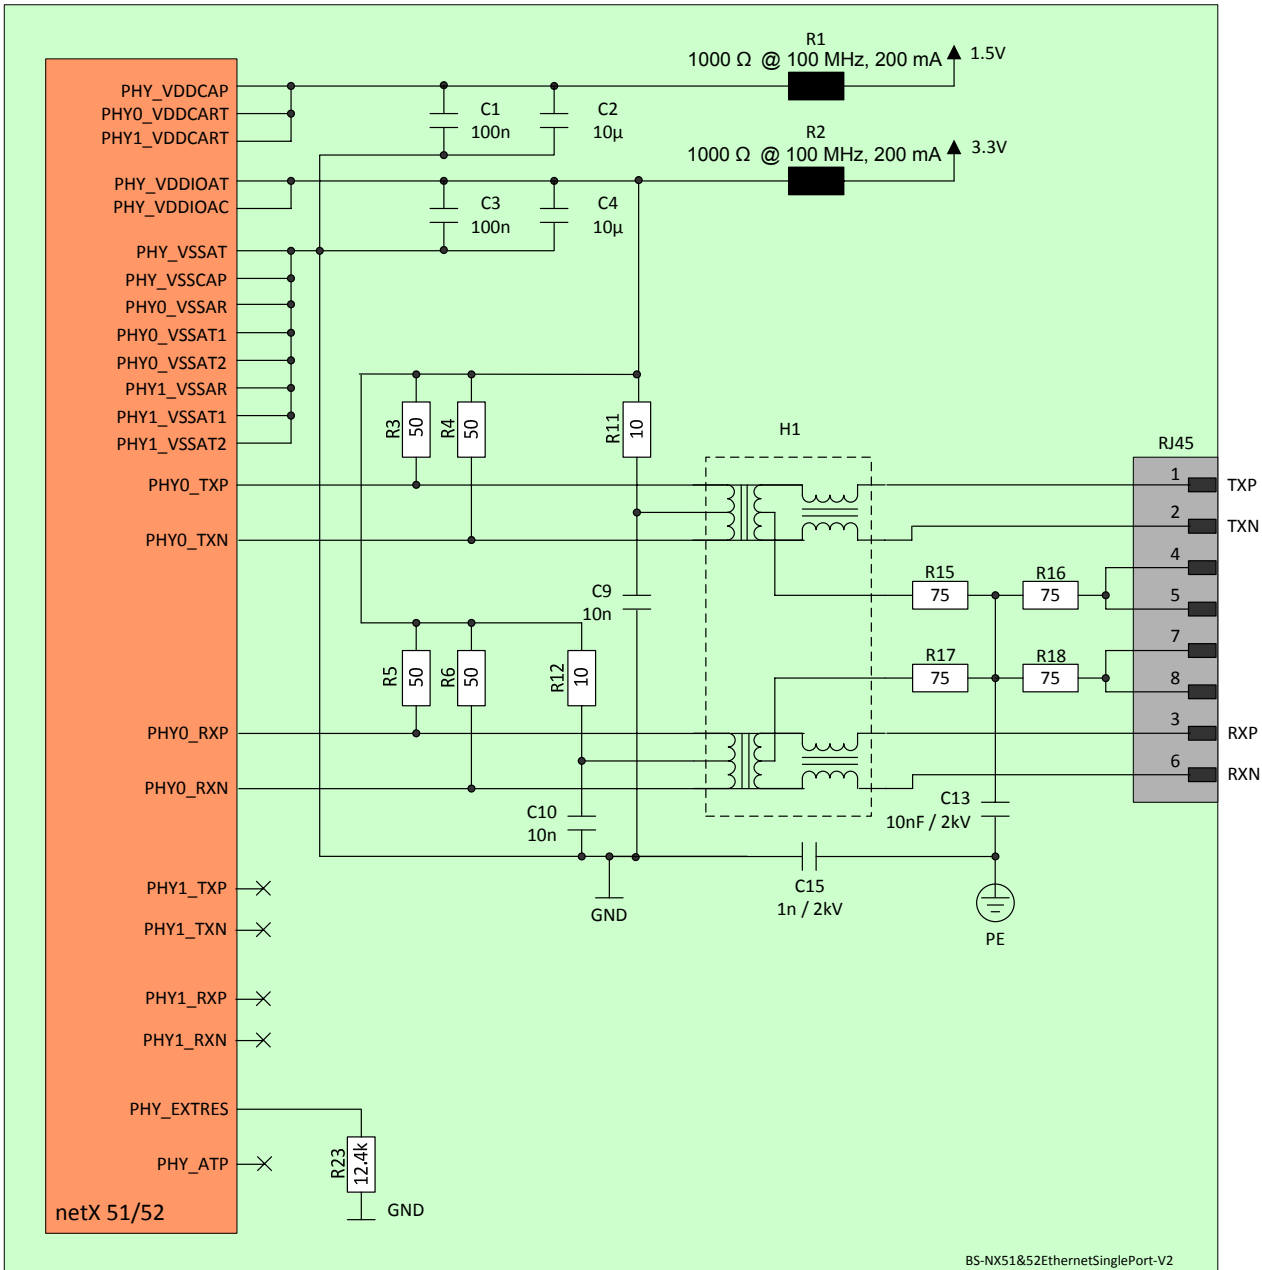 R1
1000 Ω @ 100 MHz, 200 mA
1.5V
PHY_VDDCAP
PHY0_VDDCART
PHY1_VDDCART
C1
100n
C2
10µ
R2
1000 Ω @ 100 MHz, 200 mA
3.3V
PHY_VDDIOAT
PHY_VDDIOAC
C3
100n
C4
10µ
PHY_VSSAT
PHY_VSSCAP
PHY0_VSSAR
PHY0_VSSAT1
PHY0_VSSAT2
PHY1_VSSAR
PHY1_VSSAT1
PHY1_VSSAT2
R3
50
R4
50
R11
10
H1
RJ45
PHY0_TXP
1
TXP
PHY0_TXN
2
TXN
4
5
R15
75
R16
75
C9
10n
R5
50
R6
50
R12
10
R17
75
R18
75
7
8
PHY0_RXP
3
RXP
PHY0_RXN
6
RXN
C10
10n
C13
10nF / 2kV
C15
1n / 2kV
GND
PE
PHY1_TXP
PHY1_TXN
PHY1_RXP
PHY1_RXN
PHY_EXTRES
R23
12.4k
PHY_ATP
GND
netX 51/52
BS-NX51&52EthernetSinglePort-V2